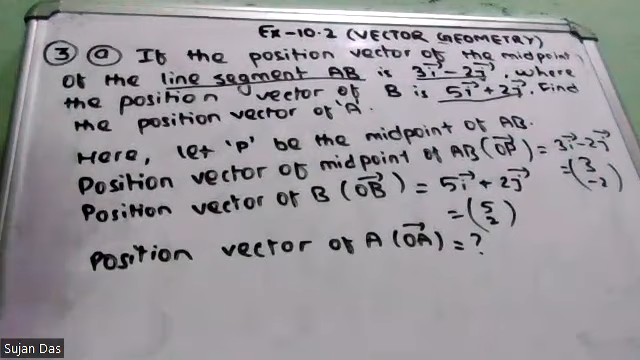 Ex-10.2 (VECTOR GEOMETRY)
③ ⓐ If the position vector of the midpoint
of the line segment AB is 3i⃗ - 2j⃗, where
the position vector of B is 5i⃗ + 2j⃗. Find
the position vector of 'A'.
Here, let 'P' be the midpoint of AB.
Position vector of midpoint of AB (OP⃗) = 3i⃗ - 2j⃗
= (3 -2)
Position vector of B (OB⃗) = 5i⃗ + 2j⃗
= (5 2)
Position vector of A (OA⃗) = ?
Sujan Das